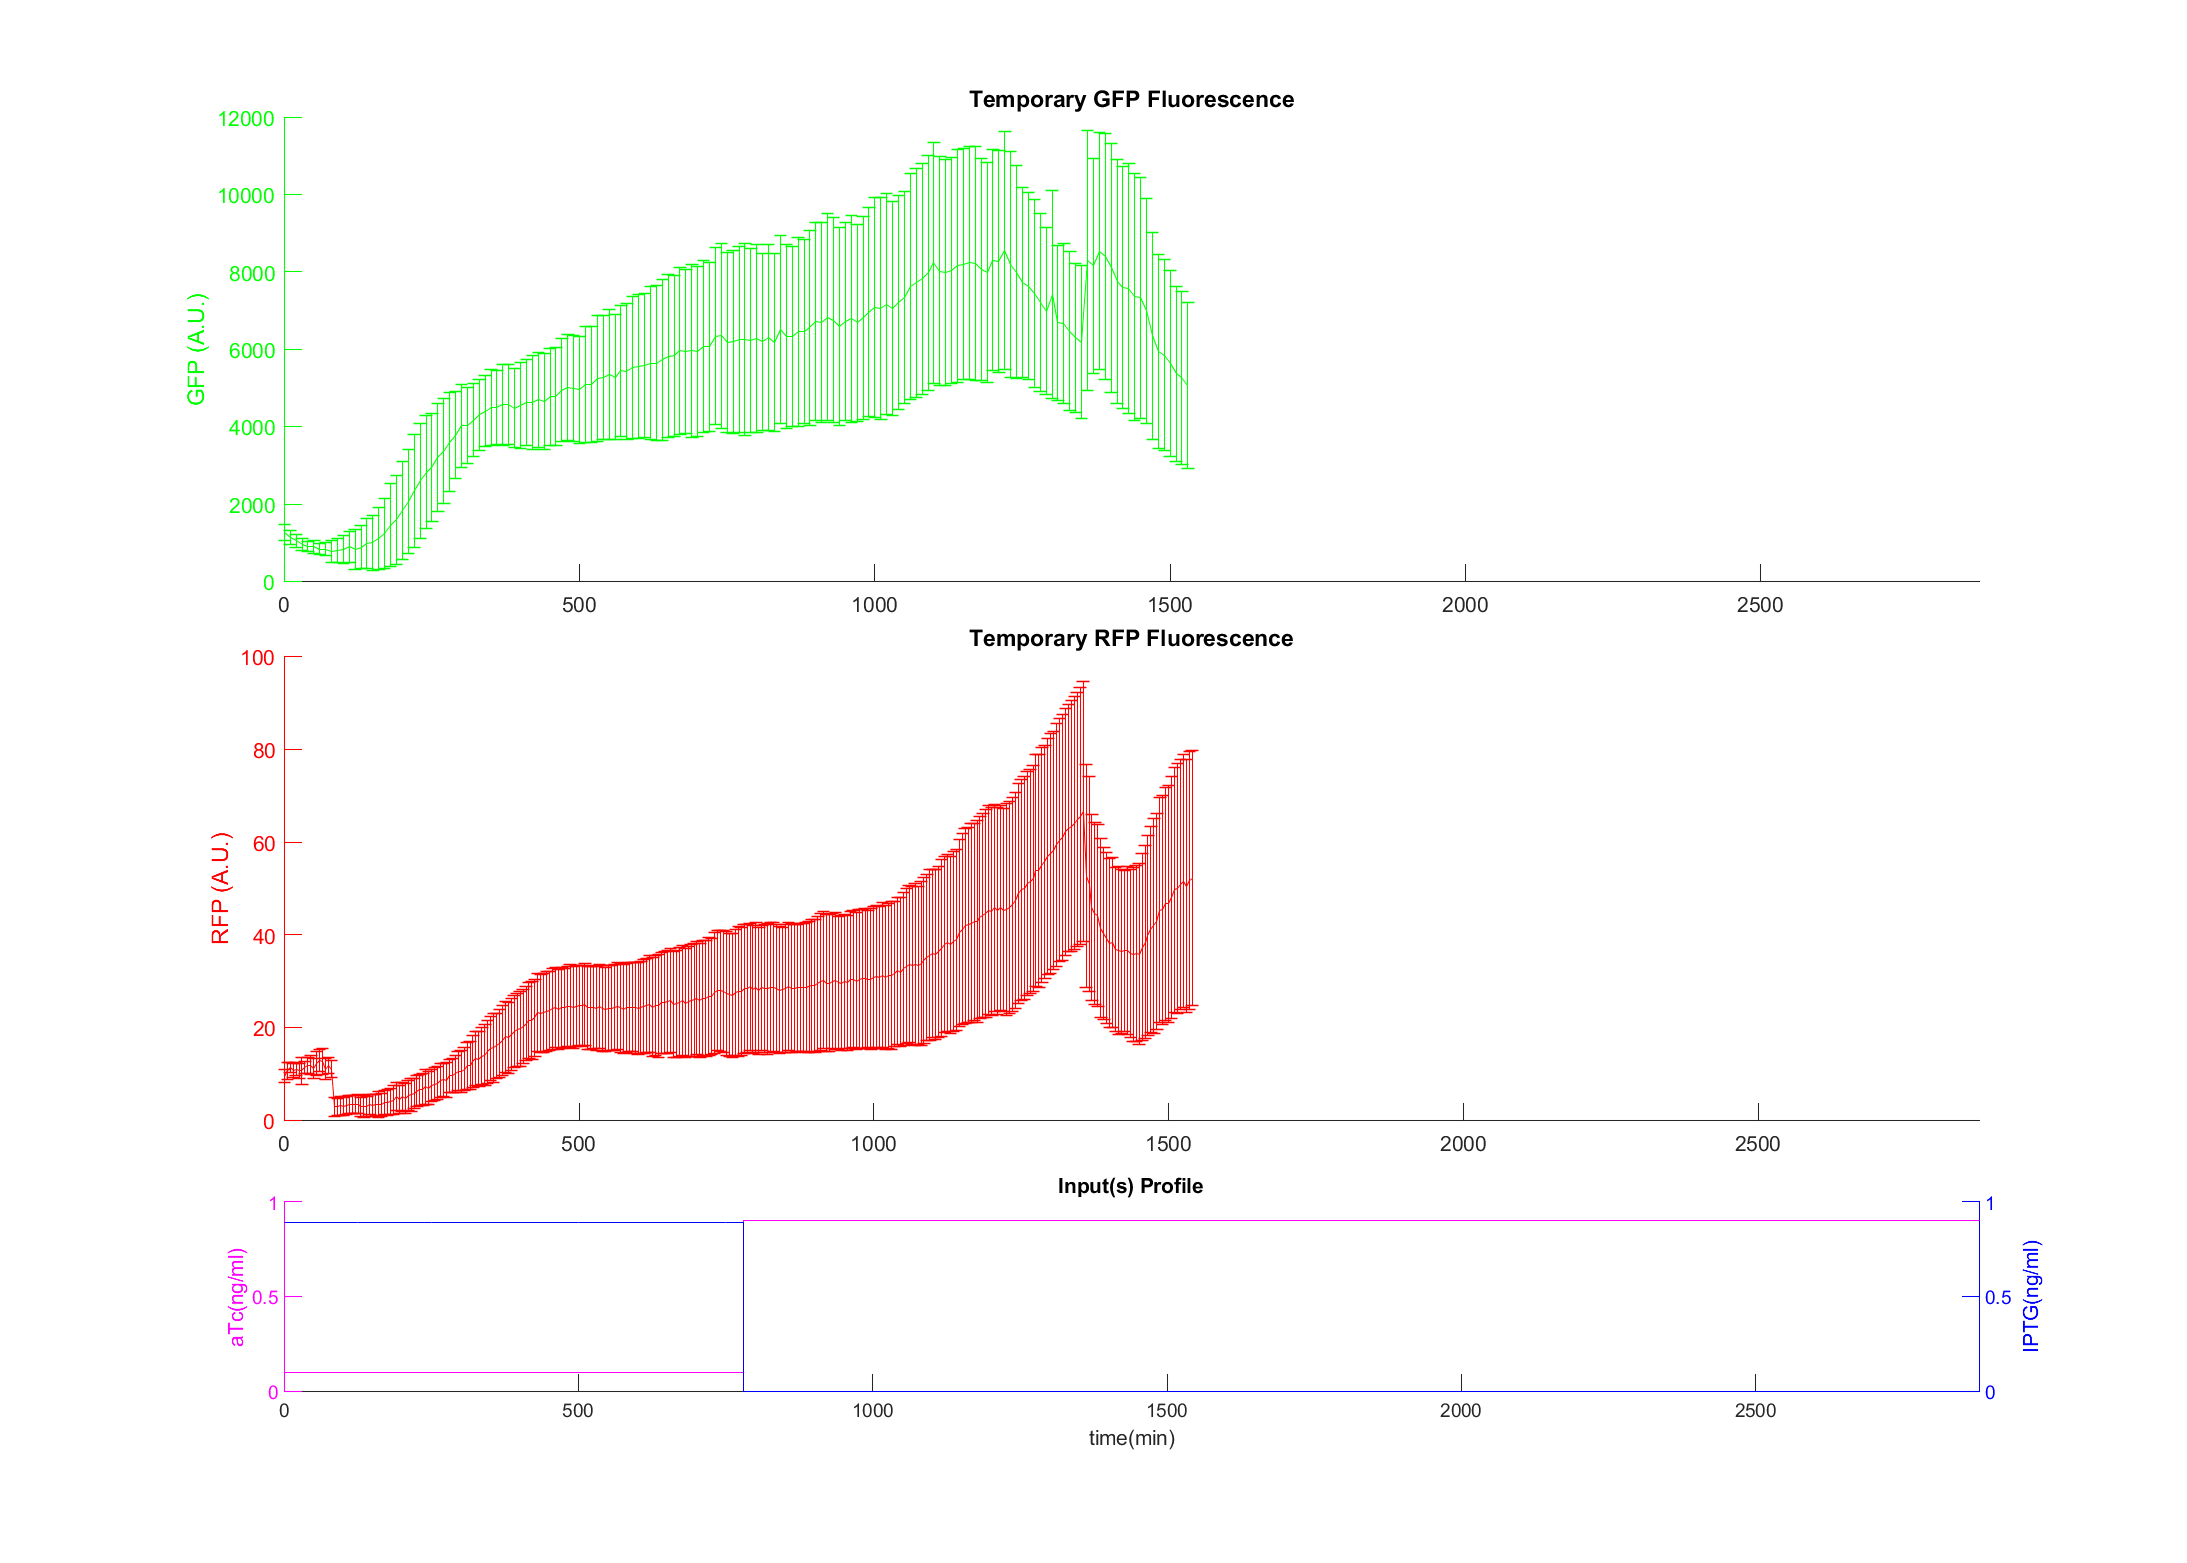 Temporary GFP Fluorescence
12000
10000
8000
6000
4000
2000
0
GFP (A.U.)
0 500 1000 1500 2000 2500
Temporary RFP Fluorescence
100
80
60
40
20
0
RFP (A.U.)
0 500 1000 1500 2000 2500
Input(s) Profile
1
0.5
0
aTc(ng/ml)
1
0.5
0
IPTG(ng/ml)
0 500 1000 1500 2000 2500
time(min)